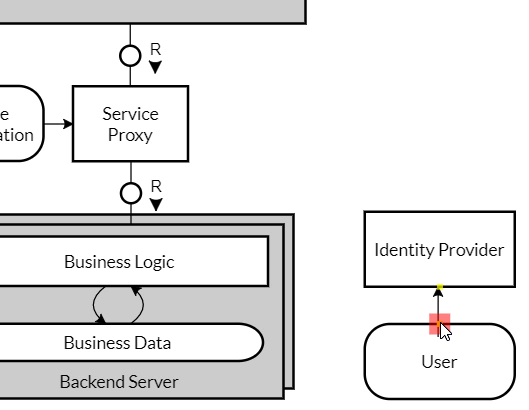 R
e
ation
Service
Proxy
R
Business Logic
Identity Provider
Business Data
User
Backend Server